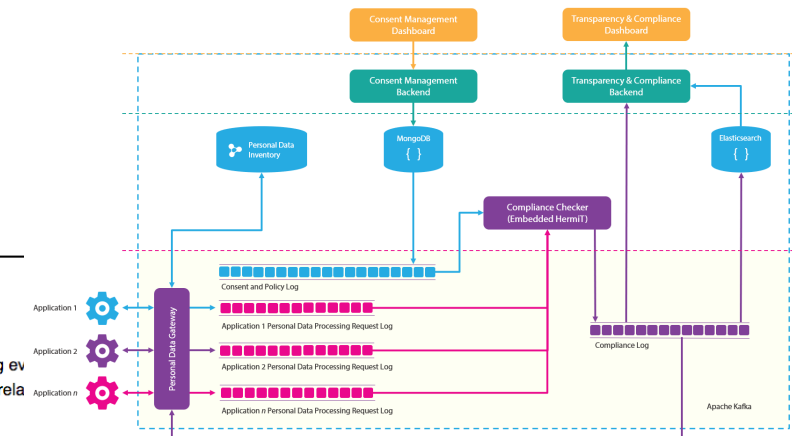 Consent Management
Dashboard
Transparency & Compliance
Dashboard
Consent Management
Backend
Transparency & Compliance
Backend
Personal Data
Inventory
MongoDB
{ }
Elasticsearch
{ }
Compliance Checker
(Embedded HermiT)
Consent and Policy Log
Application 1
Application 1 Personal Data Processing Request Log
Personal Data Gateway
Compliance Log
Application 2
g ev
Application 2 Personal Data Processing Request Log
rela
Application n
Application n Personal Data Processing Request Log
Apache Kafka